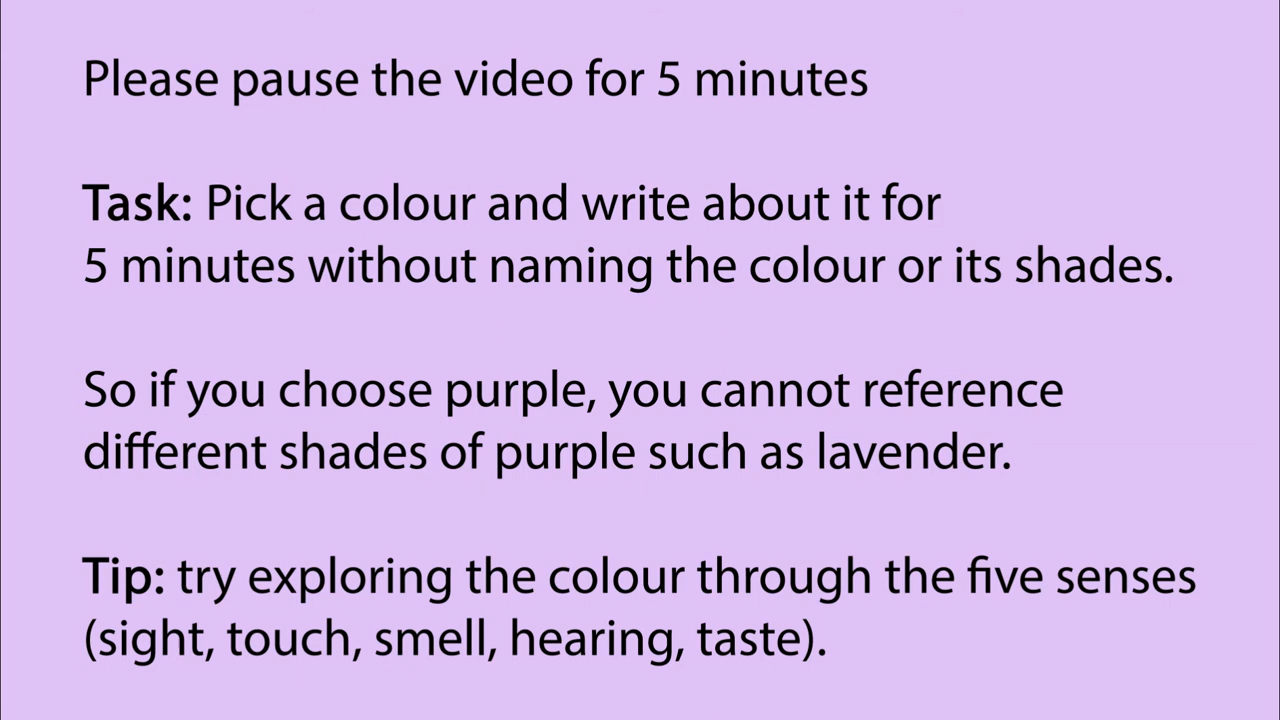 Please pause the video for 5 minutes
Task: Pick a colour and write about it for
5 minutes without naming the colour or its shades.
So if you choose purple, you cannot reference
different shades of purple such as lavender.
Tip: try exploring the colour through the five senses
(sight, touch, smell, hearing, taste).